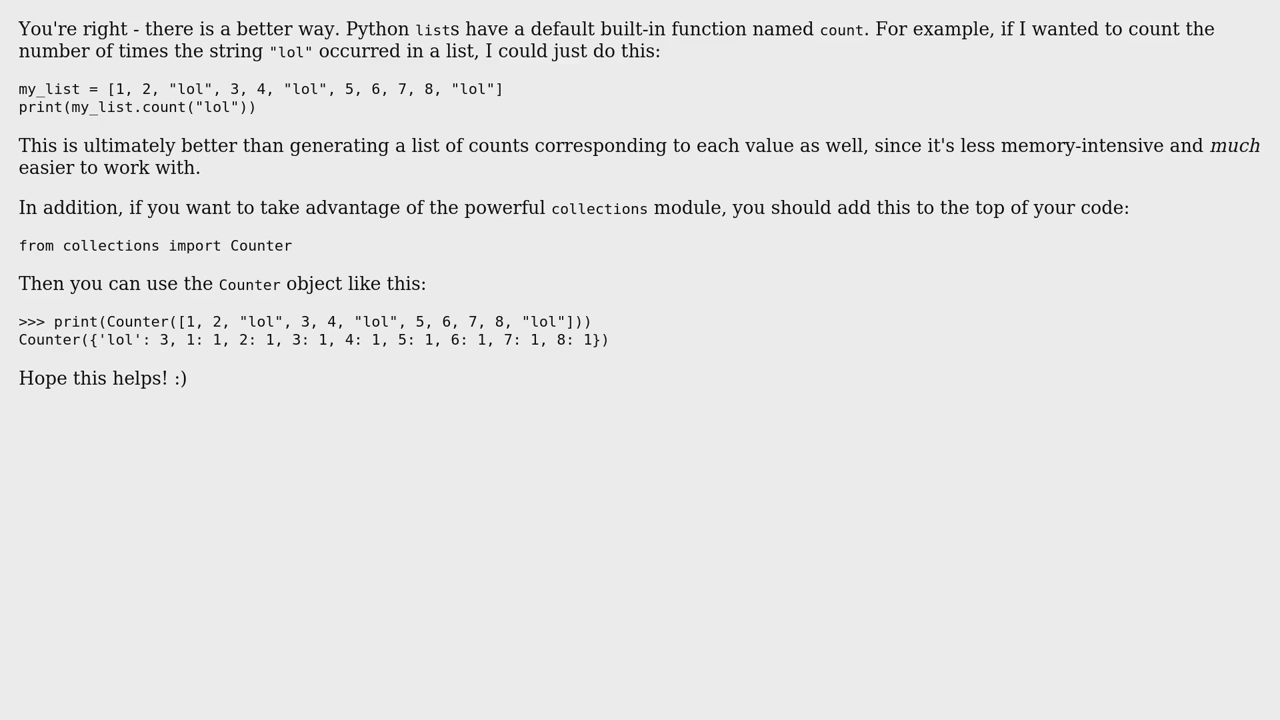 You're right - there is a better way. Python lists have a default built-in function named count. For example, if I wanted to count the
number of times the string "lol" occurred in a list, I could just do this:
my_list = [1, 2, "lol", 3, 4, "lol", 5, 6, 7, 8, "lol"]
print(my_list.count("lol"))
This is ultimately better than generating a list of counts corresponding to each value as well, since it's less memory-intensive and much
easier to work with.
In addition, if you want to take advantage of the powerful collections module, you should add this to the top of your code:
from collections import Counter
Then you can use the Counter object like this:
>>> print(Counter([1, 2, "lol", 3, 4, "lol", 5, 6, 7, 8, "lol"]))
Counter({'lol': 3, 1: 1, 2: 1, 3: 1, 4: 1, 5: 1, 6: 1, 7: 1, 8: 1})
Hope this helps! :)